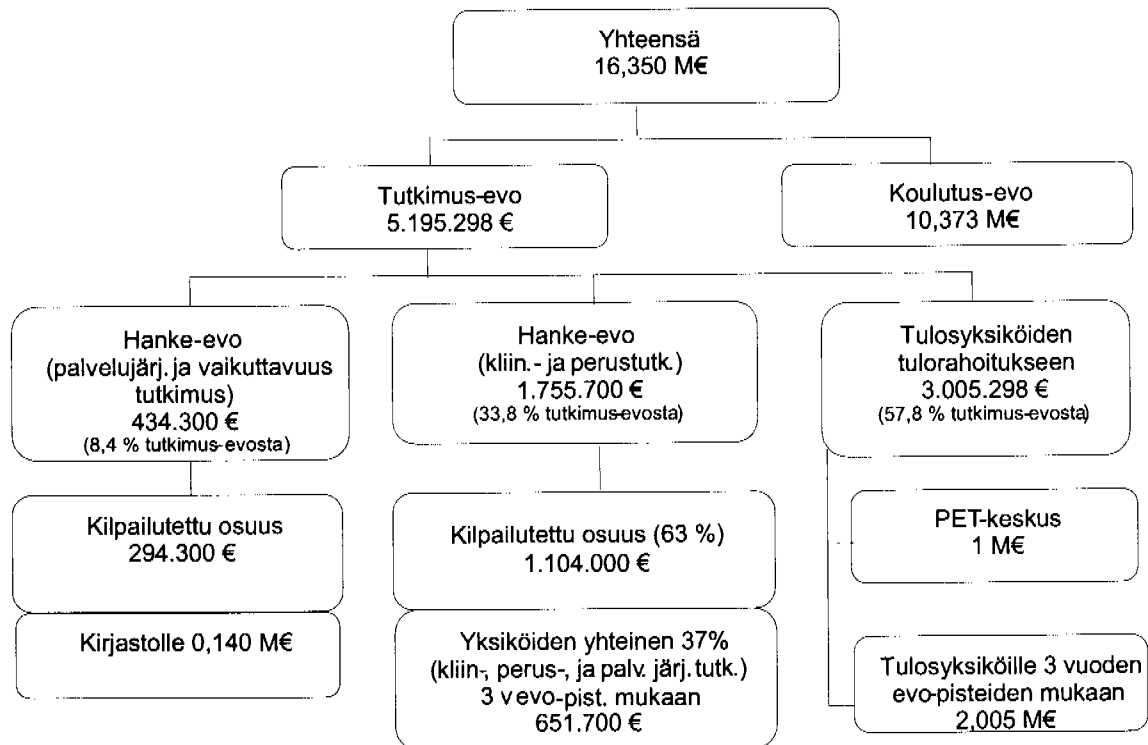 Yhteensä
16,350 M€
Tutkimus-evo
5.195.298 €
Koulutus-evo
10,373 M€
Hanke-evo
(palvelujärj. ja vaikuttavuus
tutkimus)
434.300 €
(8,4 % tutkimus-evosta)
Hanke-evo
(kliin.- ja perustutk.)
1.755.700 €
(33,8 % tutkimus-evosta)
Tulosyksiköiden
tulorahoitukseen
3.005.298 €
(57,8 % tutkimus-evosta)
Kilpailutettu osuus
294.300 €
Kilpailutettu osuus (63 %)
1.104.000 €
PET-keskus
1 M€
Kirjastolle 0,140 M€
Yksiköiden yhteinen 37%
(kliin-, perus-, ja palv. järj. tutk.)
3 v evo-pist. mukaan
651.700 €
Tulosyksiköille 3 vuoden
evo-pisteiden mukaan
2,005 M€